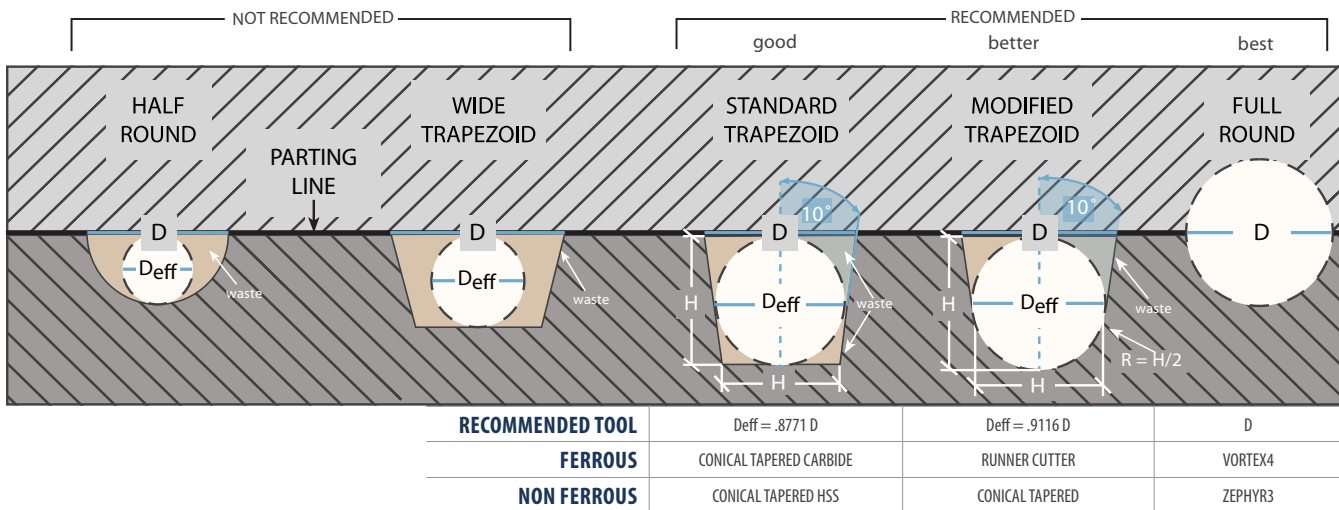 NOT RECOMMENDED
RECOMMENDED
good
better
best
HALF
ROUND
WIDE
TRAPEZOID
STANDARD
TRAPEZOID
MODIFIED
TRAPEZOID
FULL
ROUND
PARTING
LINE
10°
10°
D
D
D
D
D
Deff
Deff
Deff
Deff
waste
waste
waste
waste
H
H
H
H
R = H/2
RECOMMENDED TOOL
Deff = .8771 D
Deff = .9116 D
D
FERROUS
CONICAL TAPERED CARBIDE
RUNNER CUTTER
VORTEX4
NON FERROUS
CONICAL TAPERED HSS
CONICAL TAPERED
ZEPHYR3